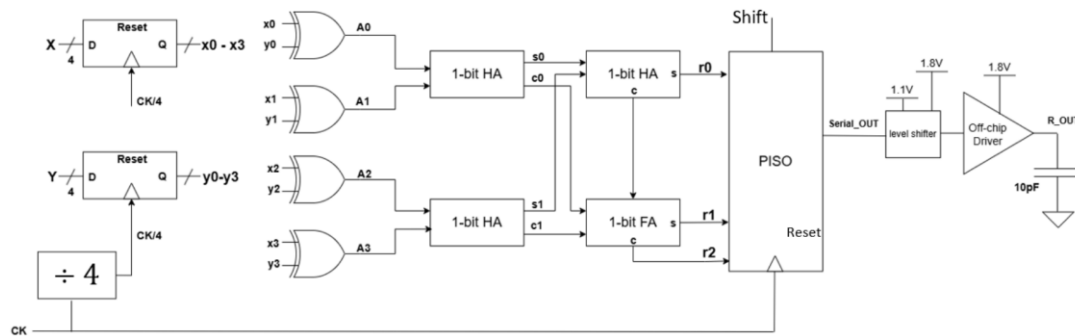 Shift
Reset
X
4
D
Q
x0 - x3
CK/4
x0
y0
A0
x1
y1
A1
1-bit HA
s0
c0
1-bit HA
s
c
r0
1.1V
1.8V
1.8V
Serial_OUT
level shifter
Off-chip
Driver
R_OUT
10pF
PISO
Reset
Y
4
D
Q
y0-y3
CK/4
x2
y2
A2
x3
y3
A3
1-bit HA
s1
c1
1-bit FA
s
c
r1
r2
Reset
÷ 4
CK